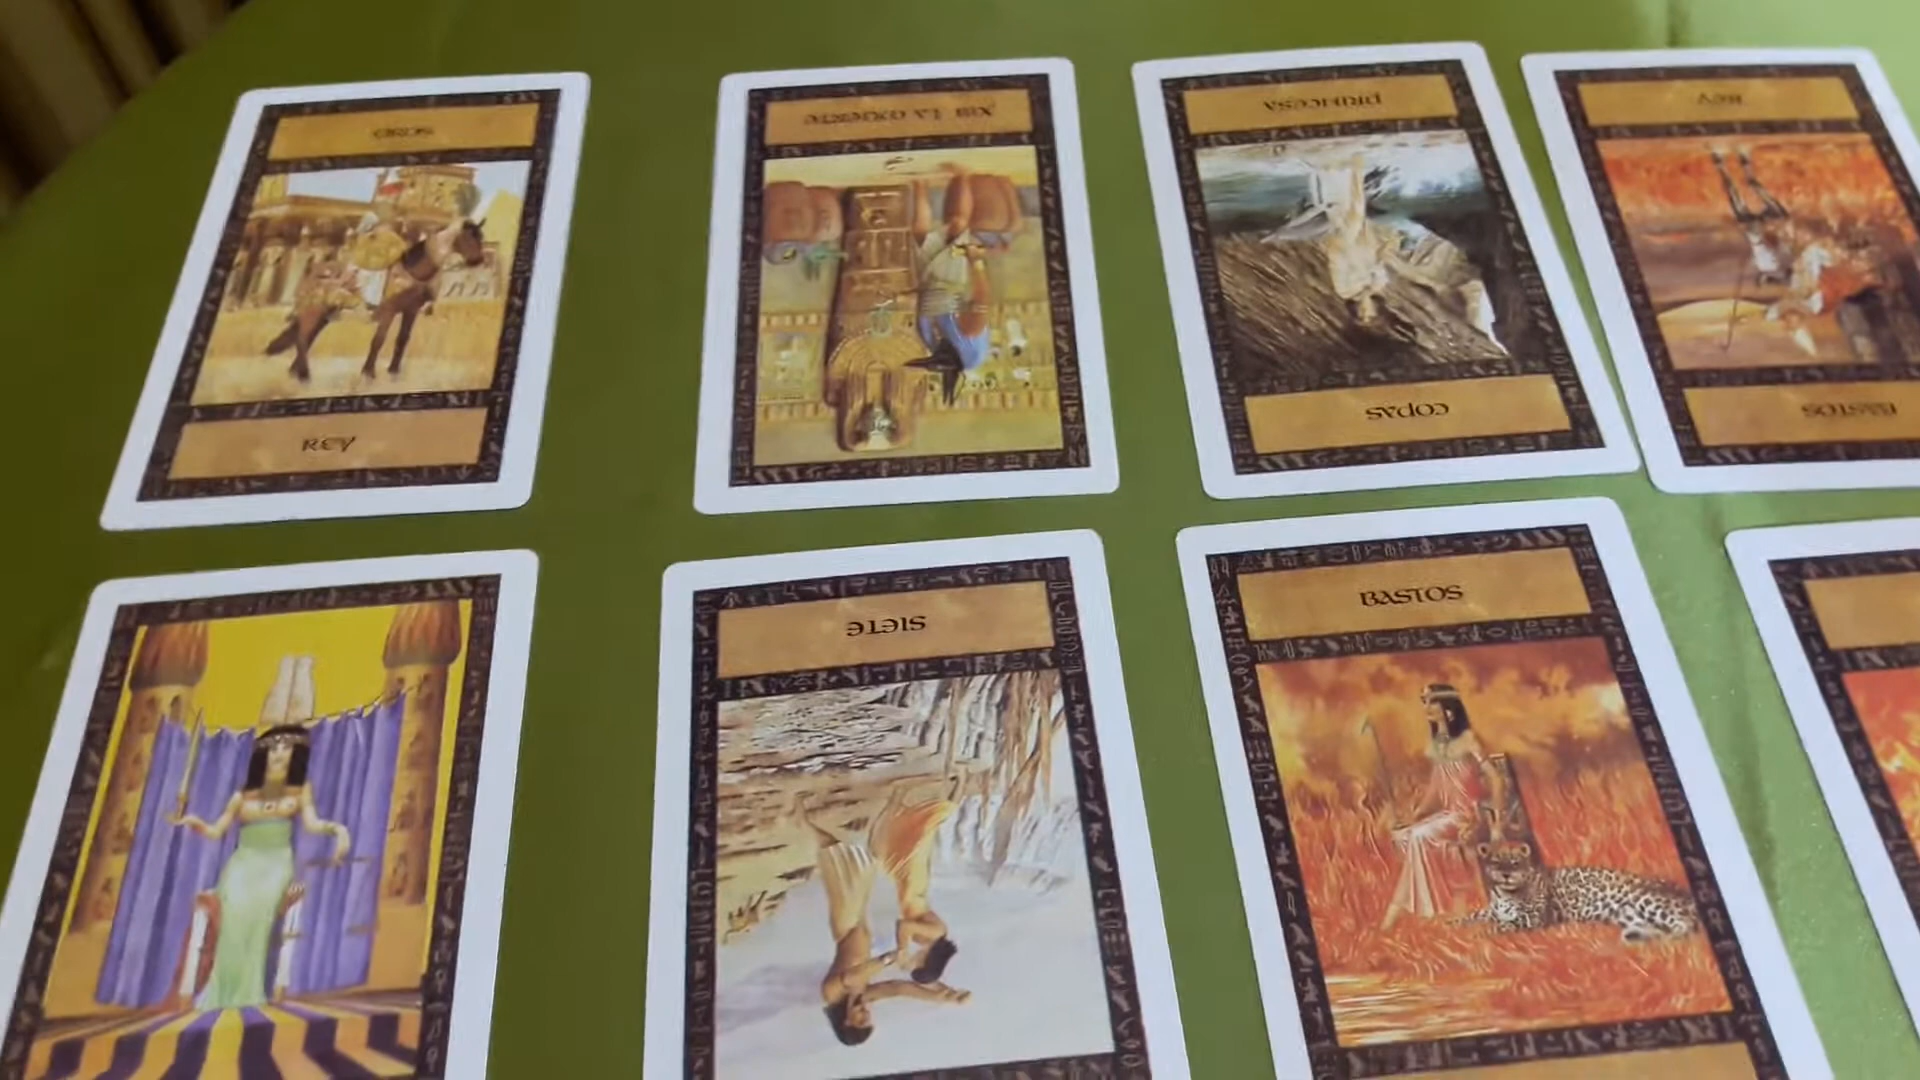 OROS
XIII LA MUERTE
PRINCESA
REY
REY
COPAS
BASTOS
SIETE
BASTOS